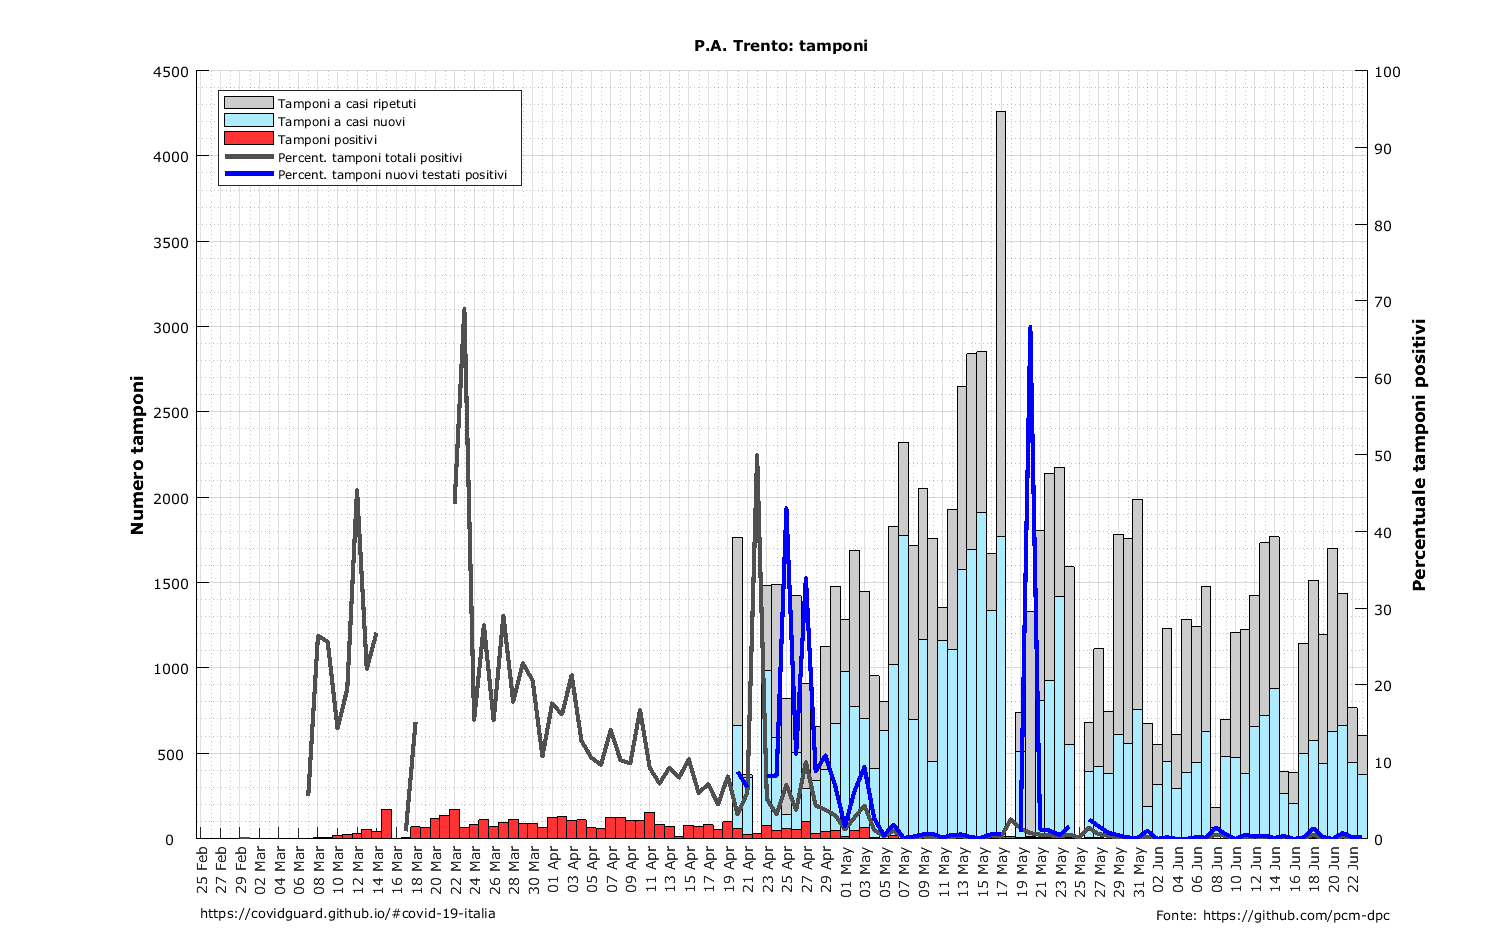 P.A. Trento: tamponi
Tamponi a casi ripetuti
Tamponi a casi nuovi
Tamponi positivi
Percent. tamponi totali positivi
Percent. tamponi nuovi testati positivi
Numero tamponi
4500
4000
3500
3000
2500
2000
1500
1000
500
0
Percentuale tamponi positivi
100
90
80
70
60
50
40
30
20
10
0
25 Feb
27 Feb
29 Feb
02 Mar
04 Mar
06 Mar
08 Mar
10 Mar
12 Mar
14 Mar
16 Mar
18 Mar
20 Mar
22 Mar
24 Mar
26 Mar
28 Mar
30 Mar
01 Apr
03 Apr
05 Apr
07 Apr
09 Apr
11 Apr
13 Apr
15 Apr
17 Apr
19 Apr
21 Apr
23 Apr
25 Apr
27 Apr
29 Apr
01 May
03 May
05 May
07 May
09 May
11 May
13 May
15 May
17 May
19 May
21 May
23 May
25 May
27 May
29 May
31 May
02 Jun
04 Jun
06 Jun
08 Jun
10 Jun
12 Jun
14 Jun
16 Jun
18 Jun
20 Jun
22 Jun
https://covidguard.github.io/#covid-19-italia
Fonte: https://github.com/pcm-dpc